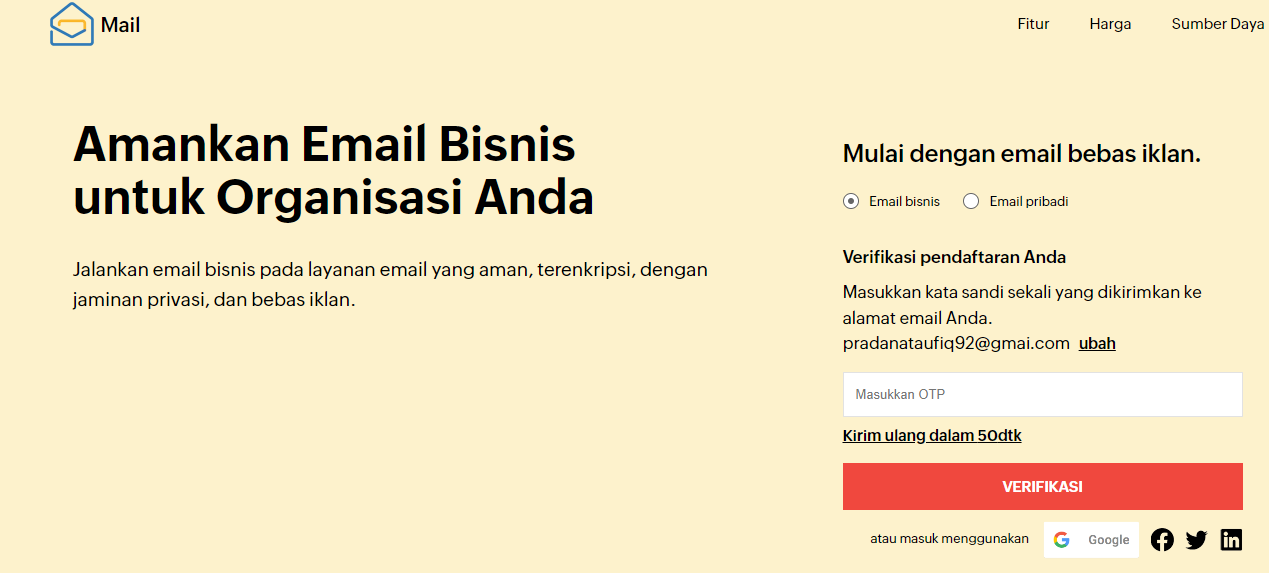 Mail
Fitur
Harga
Sumber Daya
Amankan Email Bisnis
untuk Organisasi Anda
Jalankan email bisnis pada layanan email yang aman, terenkripsi, dengan
jaminan privasi, dan bebas iklan.
Mulai dengan email bebas iklan.
Email bisnis
Email pribadi
Verifikasi pendaftaran Anda
Masukkan kata sandi sekali yang dikirimkan ke
alamat email Anda.
pradanataufiq92@gmai.com ubah
Masukkan OTP
Kirim ulang dalam 50dtk
VERIFIKASI
atau masuk menggunakan
Google